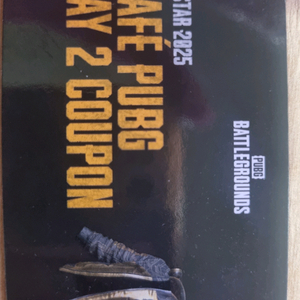 STAR 2025
AFÉ PUBG
AY 2 COUPON
PUBG
BATTLEGROUNDS